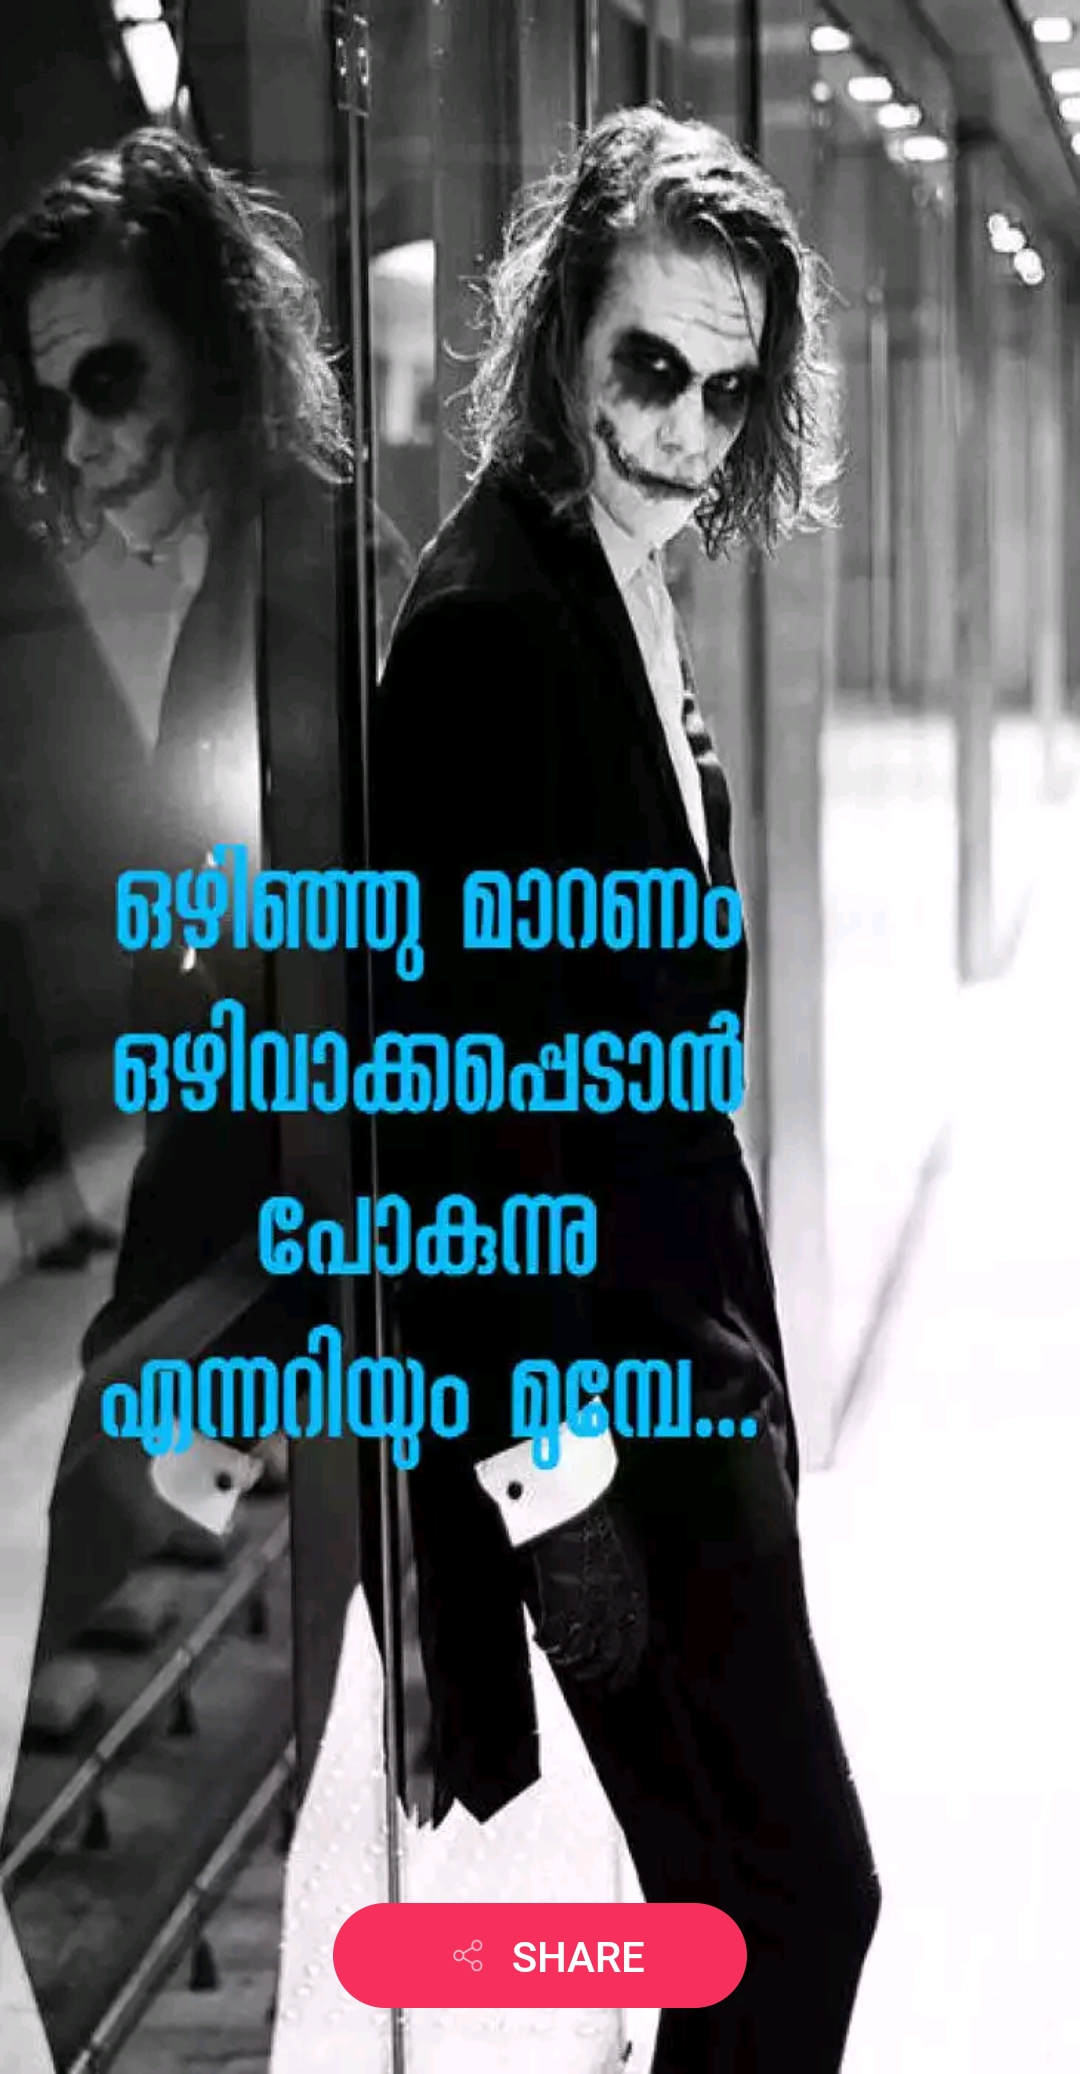 ഒഴിഞ്ഞു മാറണം
ഒഴിവാക്കപ്പെടാൻ
പോകുന്നു
എന്നറിയും മുമ്പേ...
SHARE